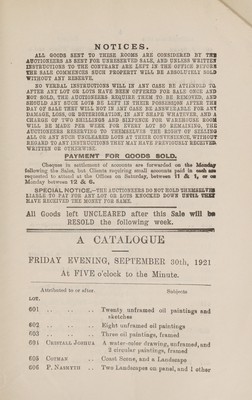 NOTICES.
ALL GOODS SENT TO THESE ROOMS ARE CONSIDERED BY THE
AUCTIONEERS AS SENT FOR UNRESERVED SALE, AND UNLESS WRITTEN
INSTRUCTIONS TO THE CONTRARY ARE LEFT IN THE OFFICE BEFORE
THE SALE COMMENCES SUCH PROPERTY WILL BE ABSOLUTELY SOLD
WITHOUT ANY RESERVE.
NO VERBAL INSTRUCTIONS WILL IN ANY CASE BE ATTENDED TO.
AFTER ANY LOT OR LOTS HAVE BEEN OFFERED FOR SALE ONCE AND
NOT SOLD, THE AUCTIONEERS REQUIRE THEM TO BE REMOVED, AND
SHOULD ANY SUCH LOTS BE LEFT IN THEIR POSSESSION AFTER THE
DAY OF SALE THEY WILL NOT IN ANY CASE BE ANSWERABLE FOR ANY
DAMAGE, LOSS, OR DETERIORATION, IN ANY SHAPE WHATEVER, AND A
CHARGE OF TWO SHILLINGS AND SIXPENCE FOR WAREHOUSE ROOM
WILL BE MADE PER WEEK FOR EVERY LOT SO REMAINING, THE
AUCTIONEERS RESERVING TO THEMSELVES THE RIGHT OF SELLING
ALL OR ANY SUCH UNCLEARED LOTS AT THEIR CONVENIENCE, WITHOUT
REGARD TO ANY INSTRUCTIONS THEY MAY HAVE PREVIOUSLY RECEIVED,
WRITTEN OR OTHERWISE.
PAYMENT FOR GOODS SOLD.
Cheques in settlement of accounts are forwarded on the Monday
following the Sales, but Clients requiring small accounts paid in cash are
requested to attend at the Offices on Saturday, between 11 & 1, or on
Monday between 12 & 6.
SPECIAL NOTICE.—THE AUCTIONEERS DO NOT HOLD THEMSELVES
LIABLE TO PAY FOR ANY LOT OR LOTS KNOCKED DOWN UNTIL THEY
HAVE RECEIVED THE MONEY FOR SAME.
All Goods left UNCLEARED after this Sale will be
RESOLD the following week.
A CATALOGUE
FRIDAY EVENING, SEPTEMBER 30th, 1921
At FIVE o'clock to the Minute.
Attributed to or after. Subjects.
LOT.
601 .. .. .. Twenty unframed oil paintings and
sketches
602 .. .. .. Eight unframed oil paintings
603 .. .. .. Three oil paintings, framed
604 CRISTALL JOSHUA A water-color drawing, unframed, and
2 circular paintings, framed
605 COTMAN .. Coast Scene, and a Landscape
606 P. NASMYTH .. Two Landscapes on panel, and 1 other